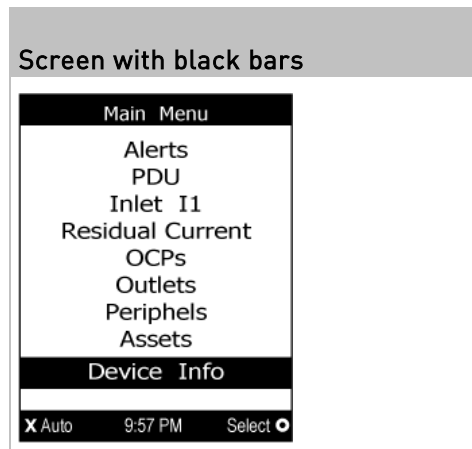 Screen with black bars
Main Menu
Alerts
PDU
Inlet I1
Residual Current
OCPs
Outlets
Periphels
Assets
Device Info
X Auto 9:57 PM Select O